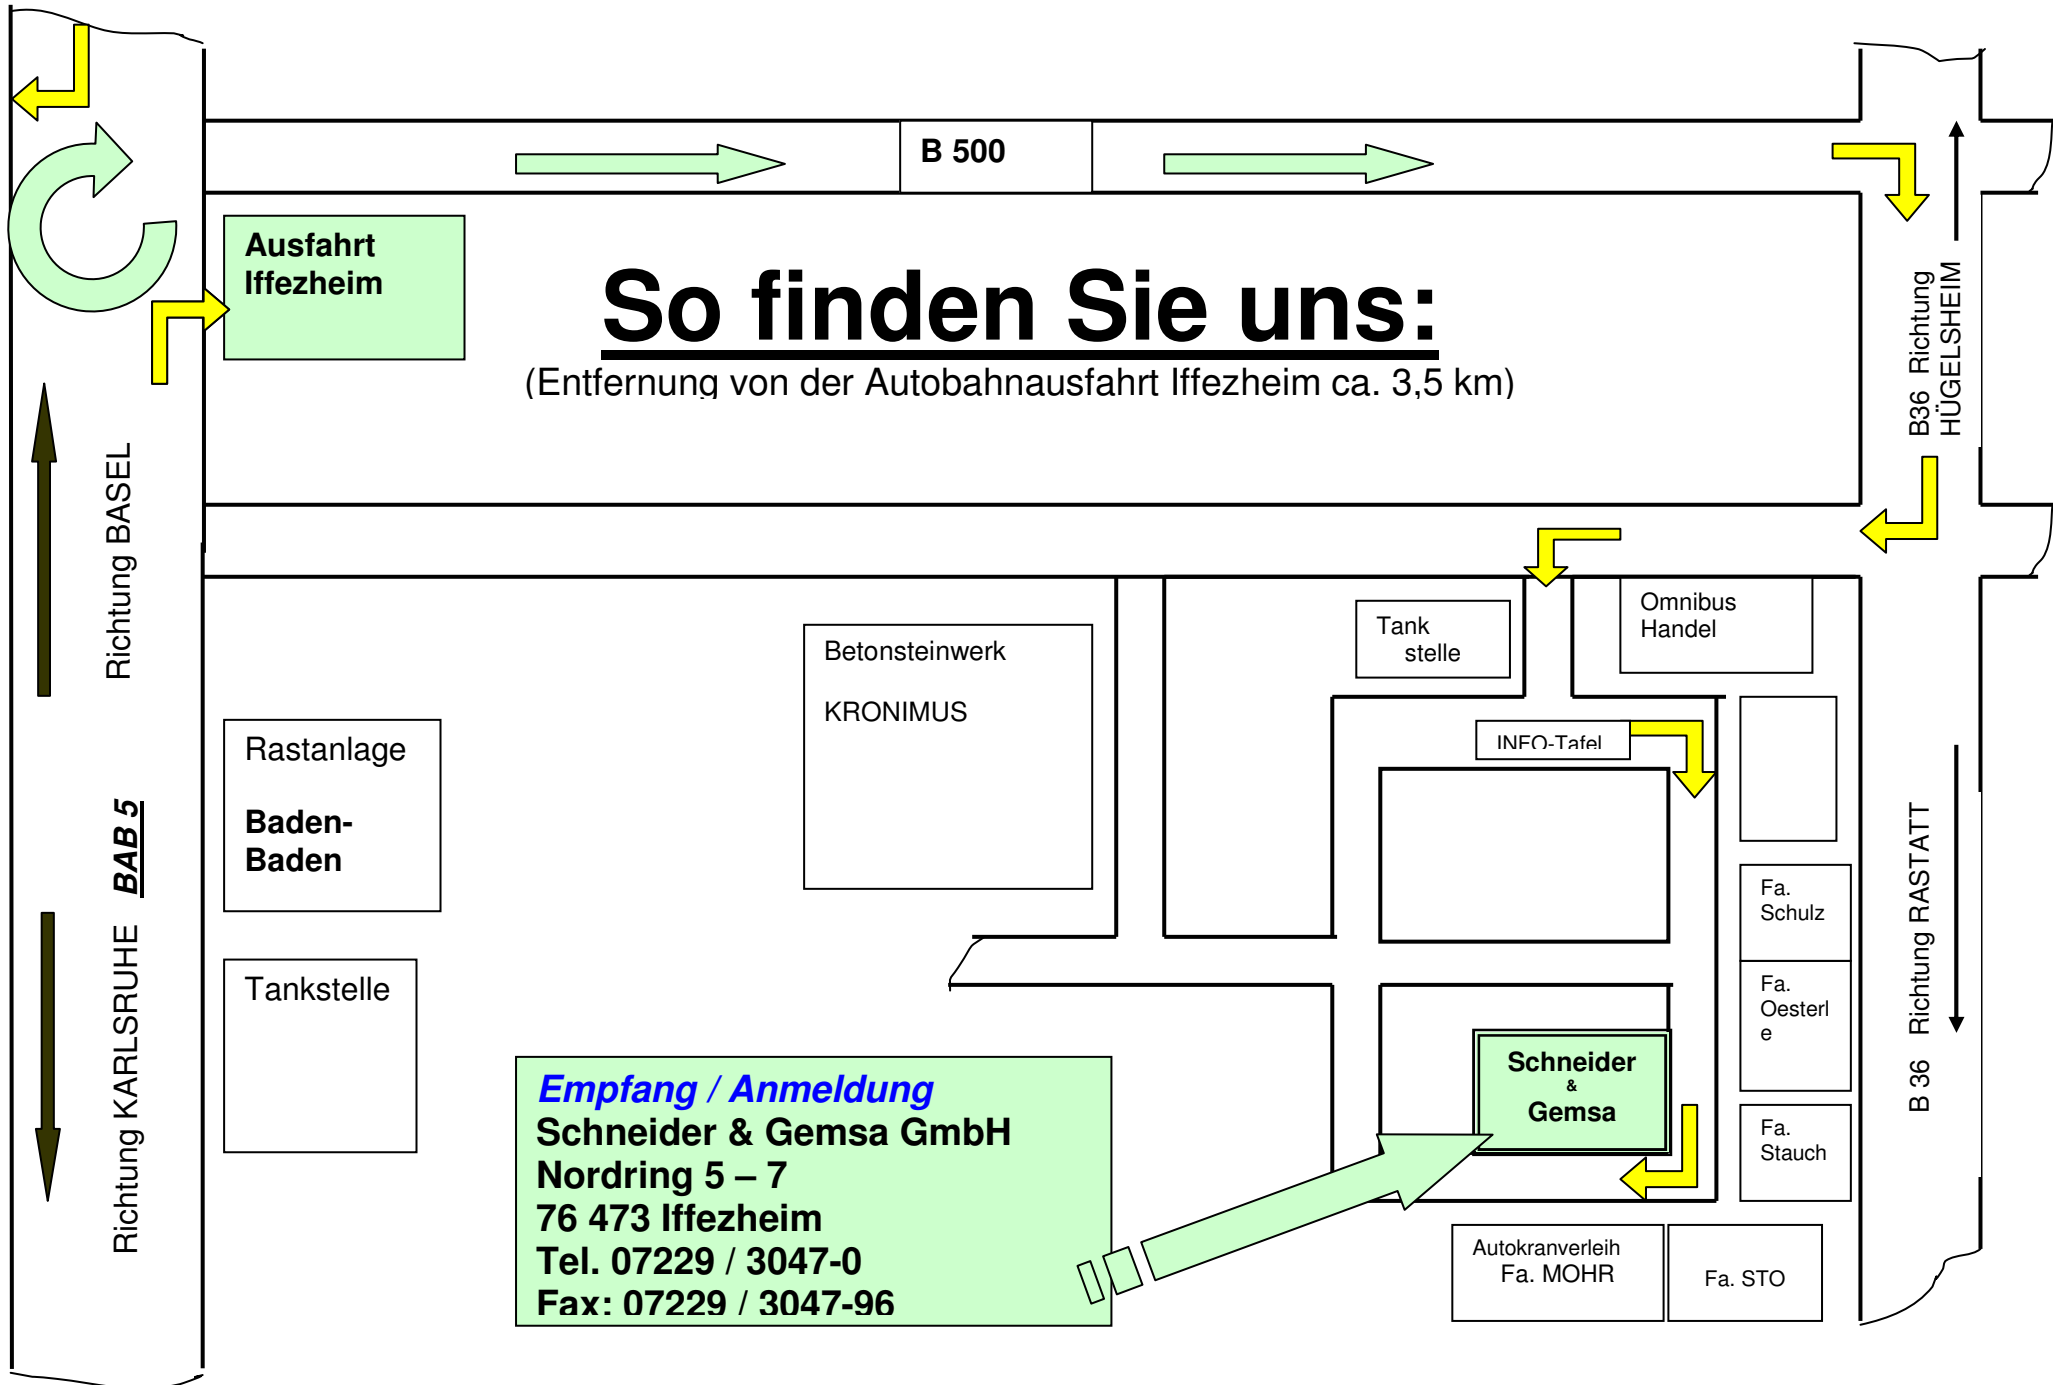 B 500
Ausfahrt
Iffezheim
So finden Sie uns:
(Entfernung von der Autobahnausfahrt Iffezheim ca. 3,5 km)
B36 Richtung
HÜGELSHEIM
Richtung BASEL
BAB 5
Richtung KARLSRUHE
Rastanlage
Baden-
Baden
Tankstelle
Betonsteinwerk
KRONIMUS
Tank
stelle
Omnibus
Handel
INFO-Tafel
Fa.
Schulz
Fa.
Oesterl
e
Fa.
Stauch
B 36 Richtung RASTATT
Schneider
&
Gemsa
Empfang / Anmeldung
Schneider & Gemsa GmbH
Nordring 5 – 7
76 473 Iffezheim
Tel. 07229 / 3047-0
Fax: 07229 / 3047-96
Autokranverleih
Fa. MOHR
Fa. STO